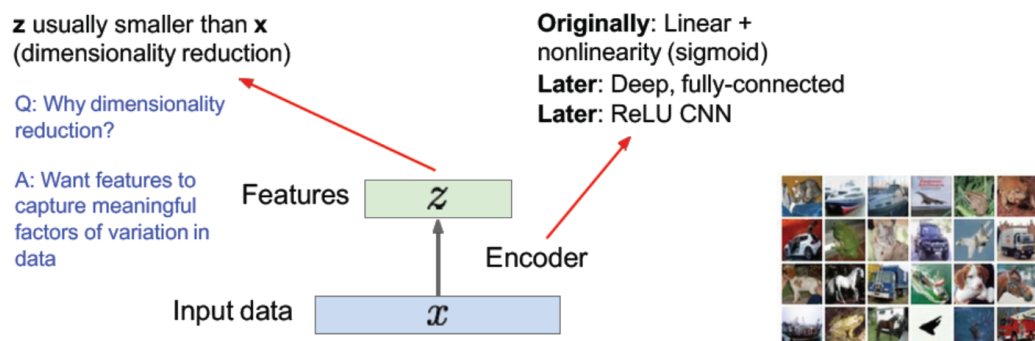 z usually smaller than x
(dimensionality reduction)
Q: Why dimensionality
reduction?
A: Want features to
capture meaningful
factors of variation in
data
Originally: Linear +
nonlinearity (sigmoid)
Later: Deep, fully-connected
Later: ReLU CNN
Features
z
Encoder
Input data
x